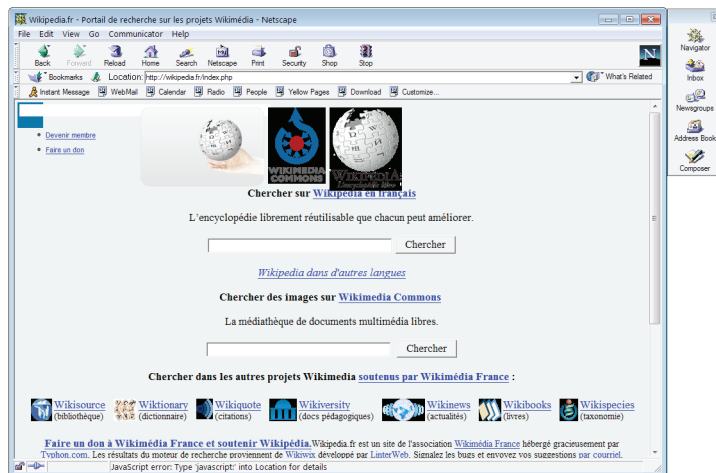 Wikipedia.fr - Portail de recherche sur les projets Wikimédia - Netscape
File Edit View Go Communicator Help
Back Forward Reload Home Search Netscape Print Security Shop Stop
N
Bookmarks Location: http://wikipedia.fr/index.php What's Related
Instant Message WebMail Calendar Radio People Yellow Pages Download Customize...
Navigator
Inbox
Newsgroups
Address Book
Composer
Devenir membre
Faire un don
WIKIMEDIA
COMMONS
WIKIPEDIA
L'encyclopédie libre
Chercher sur Wikipédia en français
L'encyclopédie librement réutilisable que chacun peut améliorer.
Chercher
Wikipedia dans d'autres langues
Chercher des images sur Wikimedia Commons
La médiathèque de documents multimédia libres.
Chercher
Chercher dans les autres projets Wikimedia soutenus par Wikimédia France :
Wikisource Wiktionary Wikiquote Wikiversity Wikinews Wikibooks Wikispecies
(bibliothèque) (dictionnaire) (citations) (docs pédagogiques) (actualités) (livres) (taxonomie)
Faire un don à Wikimédia France et soutenir Wikipédia. Wikipedia.fr est un site de l'association Wikimédia France hébergé gracieusement par
Typhon.com. Les résultats du moteur de recherche proviennent de Wikiwix développé par LinterWeb. Signalez les bugs et envoyez vos suggestions par courriel.
JavaScript error: Type 'javascript:' into Location for details